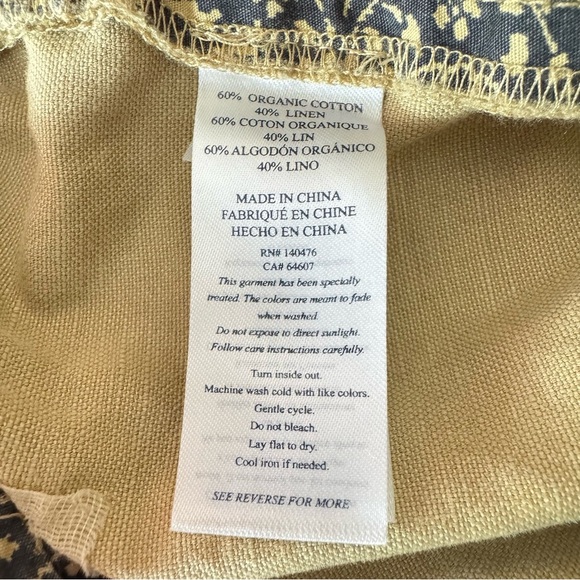 60% ORGANIC COTTON
40% LINEN
60% COTON ORGANIQUE
40% LIN
60% ALGODÓN ORGÁNICO
40% LINO
MADE IN CHINA
FABRIQUÉ EN CHINE
HECHO EN CHINA
RN# 140476
CA# 64607
This garment has been specially
treated. The colors are meant to fade
when washed.
Do not expose to direct sunlight.
Follow care instructions carefully.
Turn inside out.
Machine wash cold with like colors.
Gentle cycle.
Do not bleach.
Lay flat to dry.
Cool iron if needed.
SEE REVERSE FOR MORE